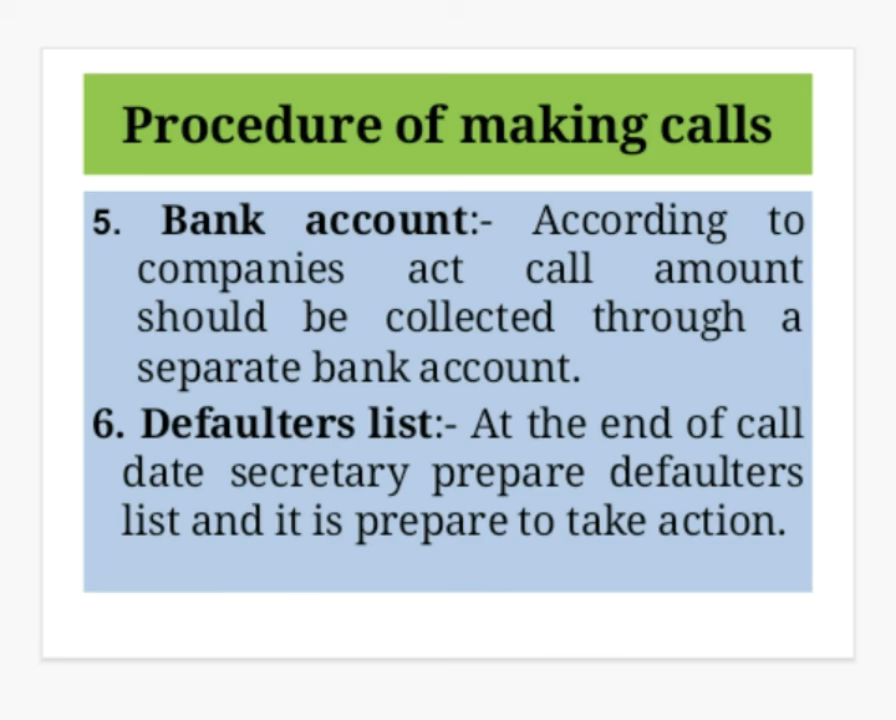 Procedure of making calls
5. Bank account:- According to
companies act call amount
should be collected through a
separate bank account.
6. Defaulters list:- At the end of call
date secretary prepare defaulters
list and it is prepare to take action.